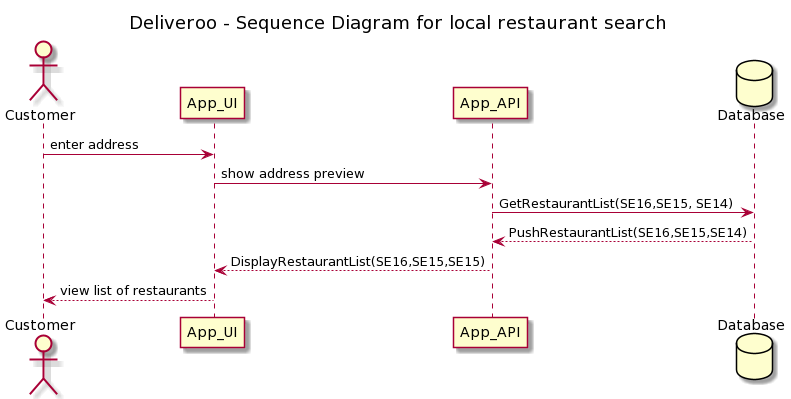 Deliveroo - Sequence Diagram for local restaurant search
Customer
App_UI
App_API
Database
enter address
show address preview
GetRestaurantList(SE16,SE15, SE14)
PushRestaurantList(SE16,SE15,SE14)
DisplayRestaurantList(SE16,SE15,SE15)
view list of restaurants
Customer
App_UI
App_API
Database